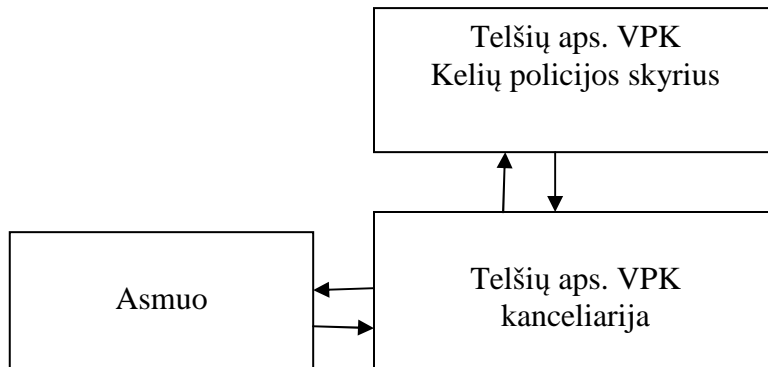 Telšių aps. VPK
Kelių policijos skyrius
Asmuo
Telšių aps. VPK
kanceliarija